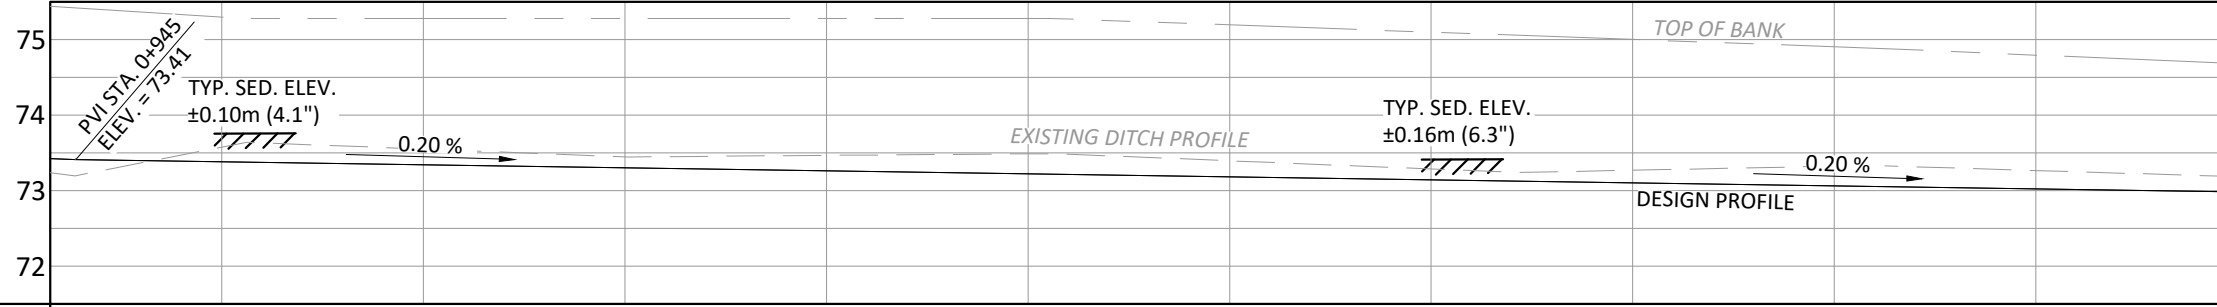 75
74
73
72
PVI STA. 0+945
ELEV. = 73.41
TYP. SED. ELEV.
±0.10m (4.1")
0.20 %
EXISTING DITCH PROFILE
TYP. SED. ELEV.
±0.16m (6.3")
TOP OF BANK
0.20 %
DESIGN PROFILE